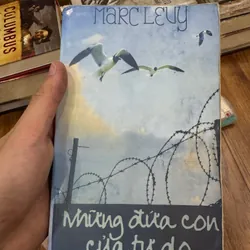 COLUMBUS
MARC LEVY
Những đứa con
của tự do